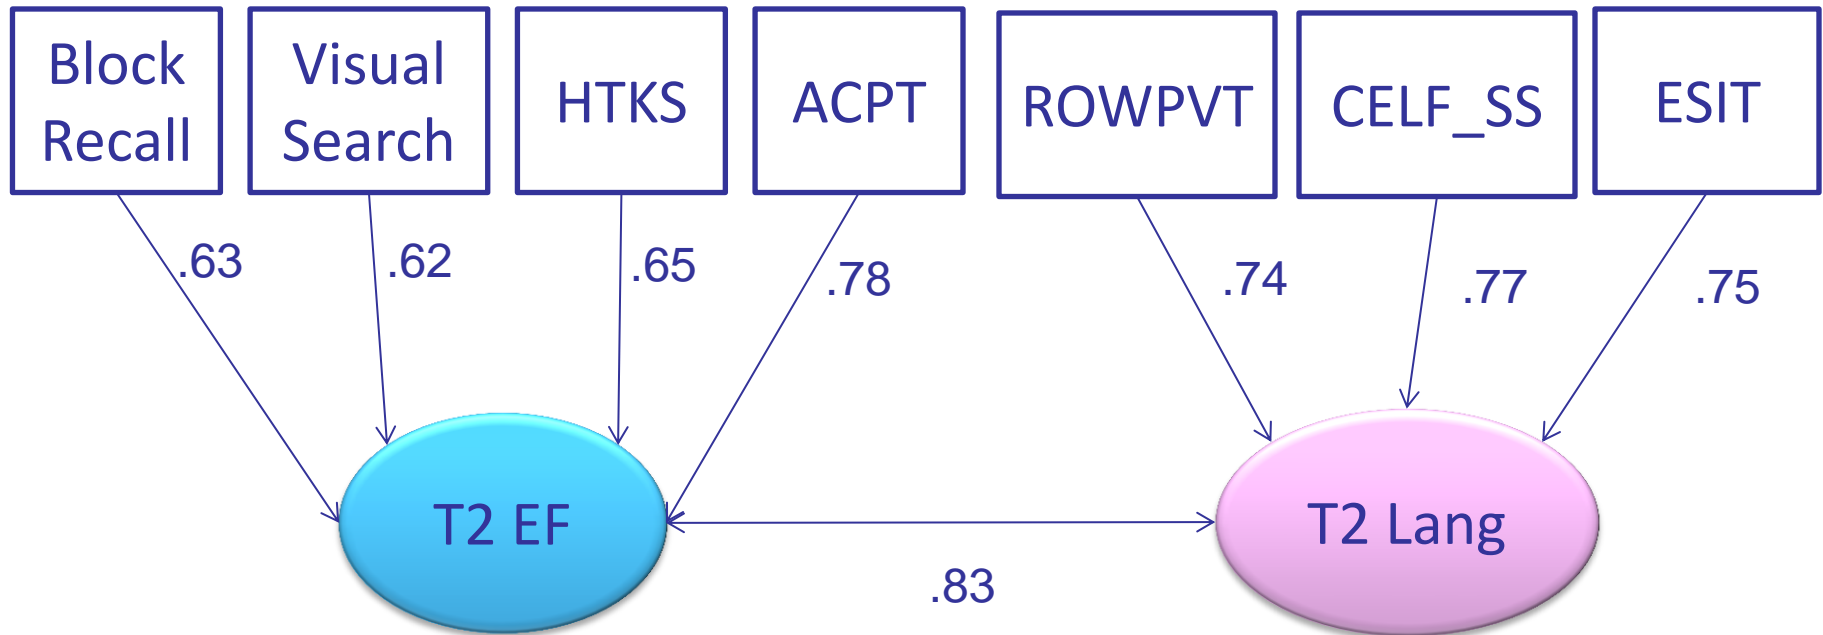 Block
Recall
Visual
Search
HTKS
ACPT
ROWPVT
CELF_SS
ESIT
.63
.62
.65
.78
.74
.77
.75
T2 EF
T2 Lang
.83